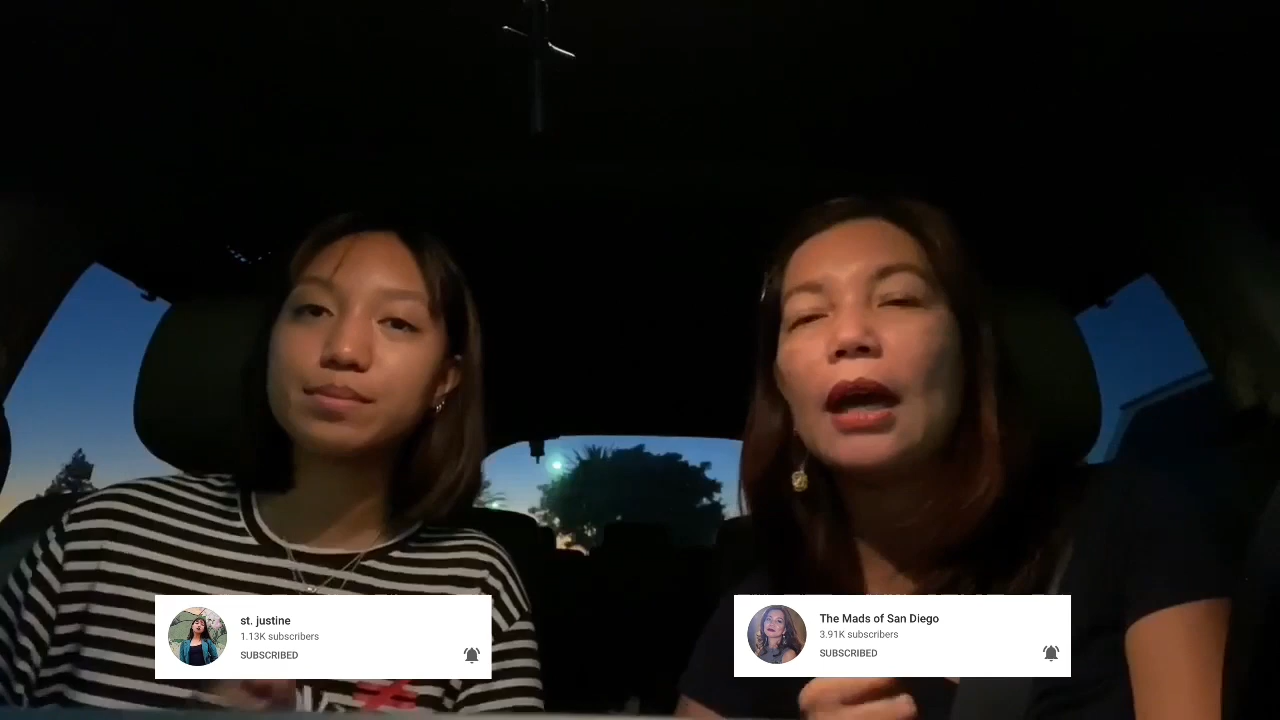 st. justine
1.13K subscribers
SUBSCRIBED
The Mads of San Diego
3.91K subscribers
SUBSCRIBED